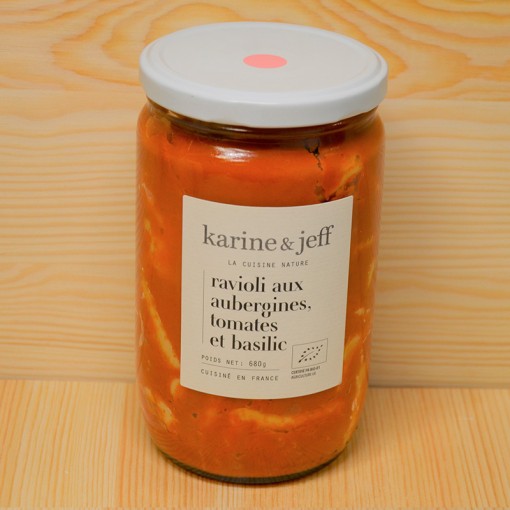 karine & jeff
LA CUISINE NATURE
ravioli aux
aubergines,
tomates
et basilic
POIDS NET: 680g
CUISINÉ EN FRANCE